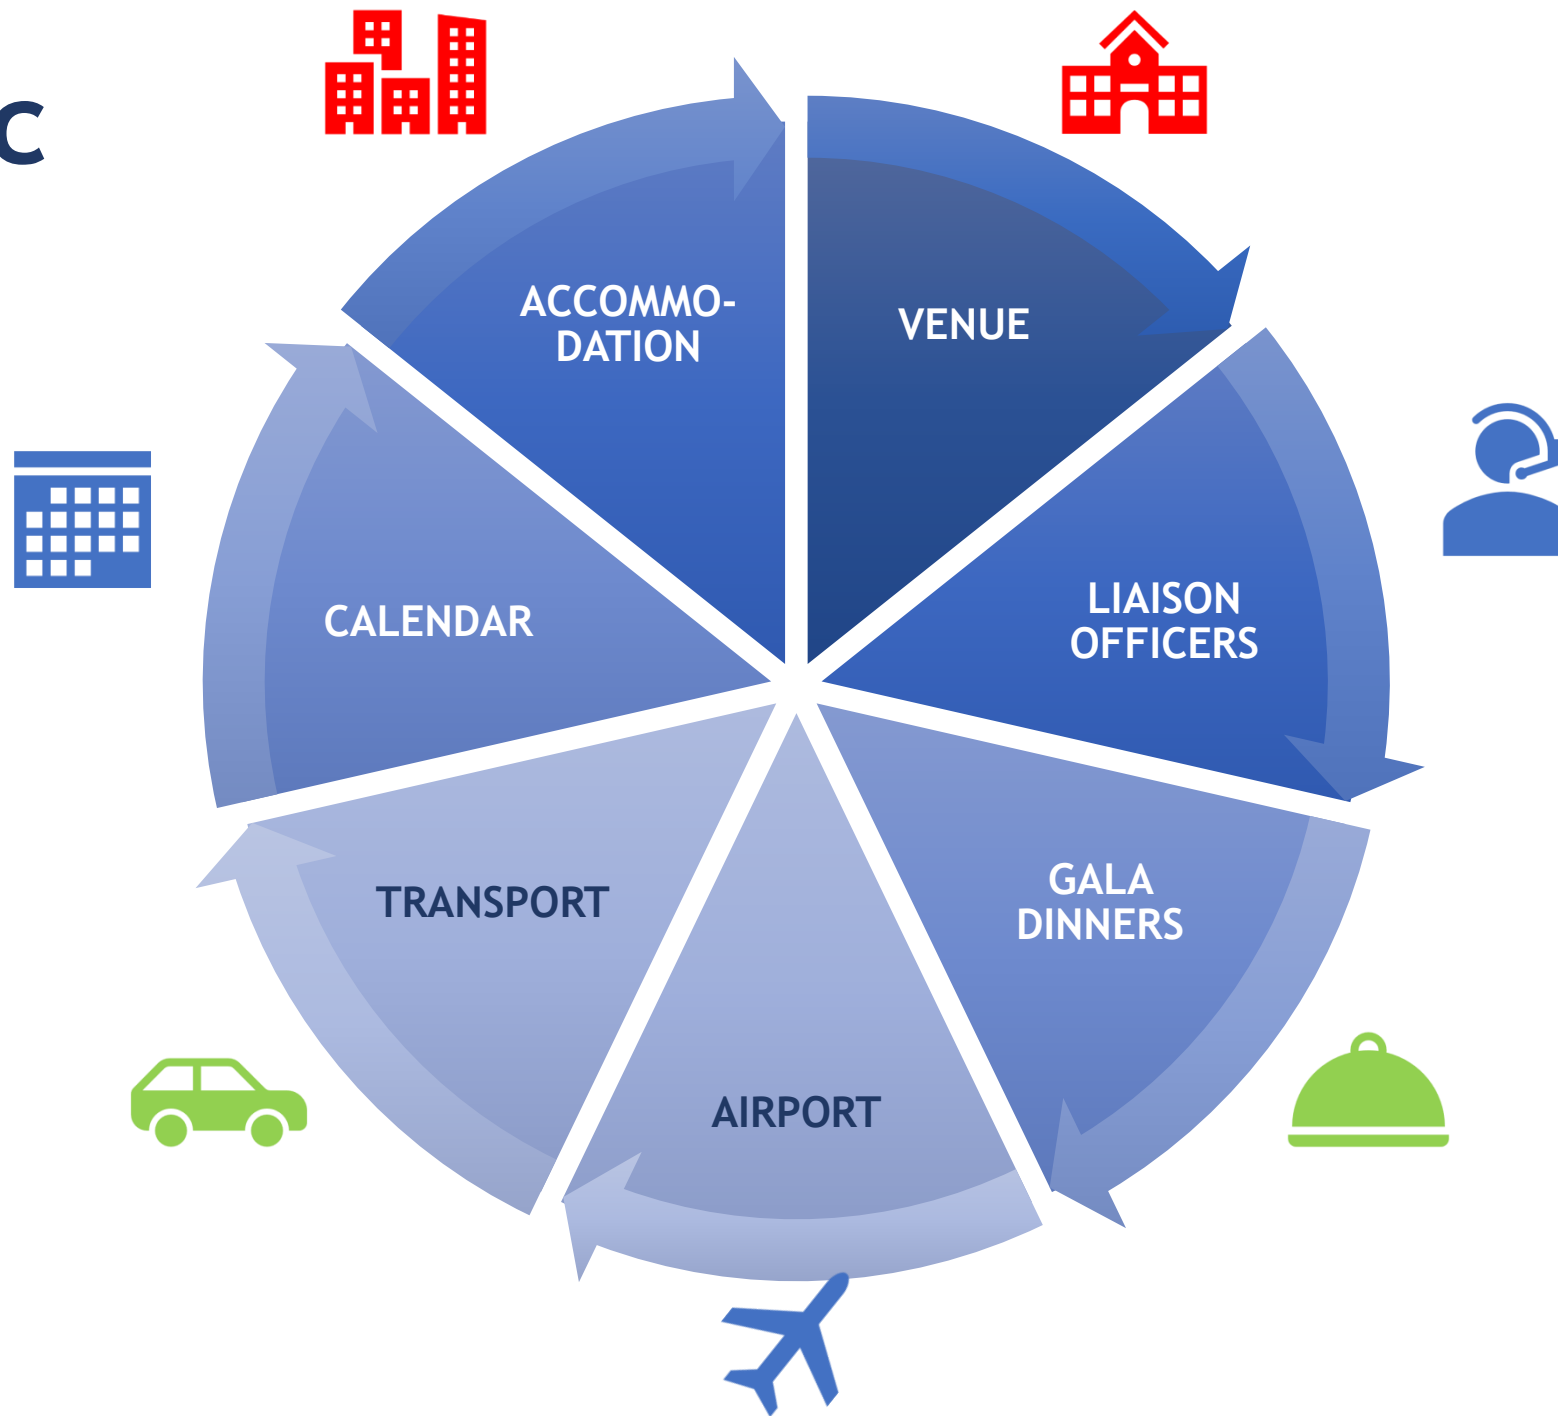 C
ACCOMMO-
DATION
VENUE
LIAISON
OFFICERS
CALENDAR
GALA
DINNERS
TRANSPORT
AIRPORT